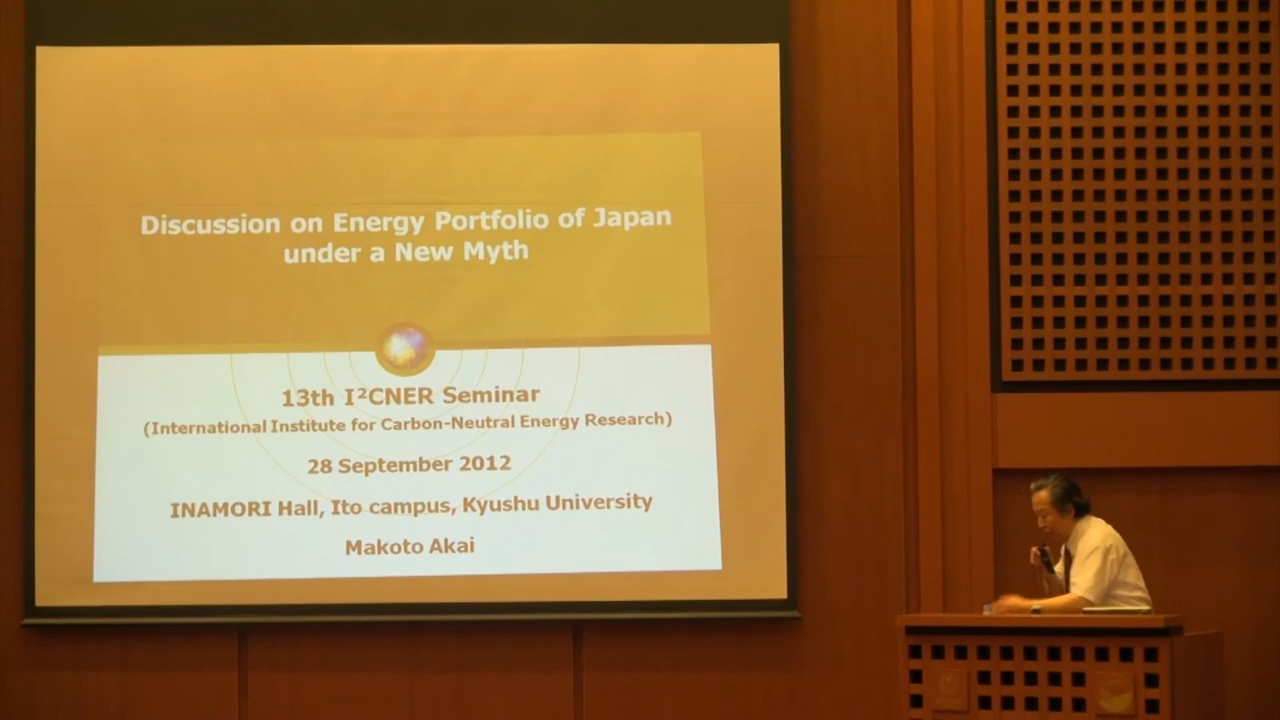 Discussion on Energy Portfolio of Japan
under a New Myth
13th I²CNER Seminar
(International Institute for Carbon-Neutral Energy Research)
28 September 2012
INAMORI Hall, Ito campus, Kyushu University
Makoto Akai